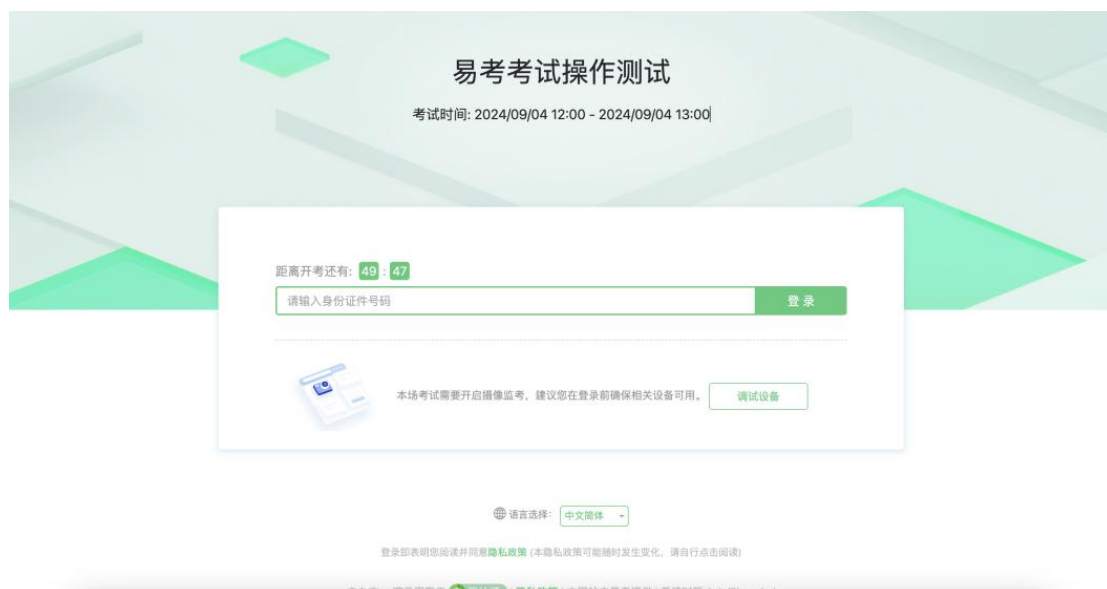 易考考试操作测试
考试时间: 2024/09/04 12:00 - 2024/09/04 13:00
距离开考还有: 49 : 47
请输入身份证件号码
登 录
本场考试需要开启摄像监考，建议您在登录前确保相关设备可用。 调试设备
语言选择: 中文简体
登录即表明您阅读并同意隐私政策 (本隐私政策可能随时发生变化，请自行点击阅读)